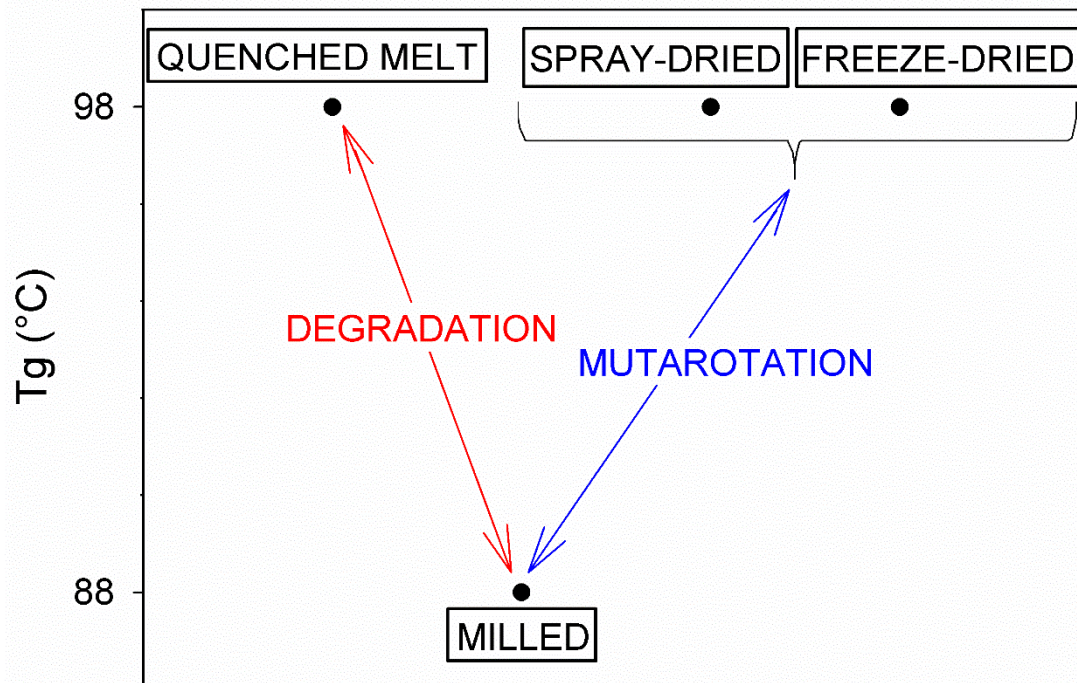 QUENCHED MELT
SPRAY-DRIED
FREEZE-DRIED
98
DEGRADATION
MUTAROTATION
Tg (°C)
88
MILLED